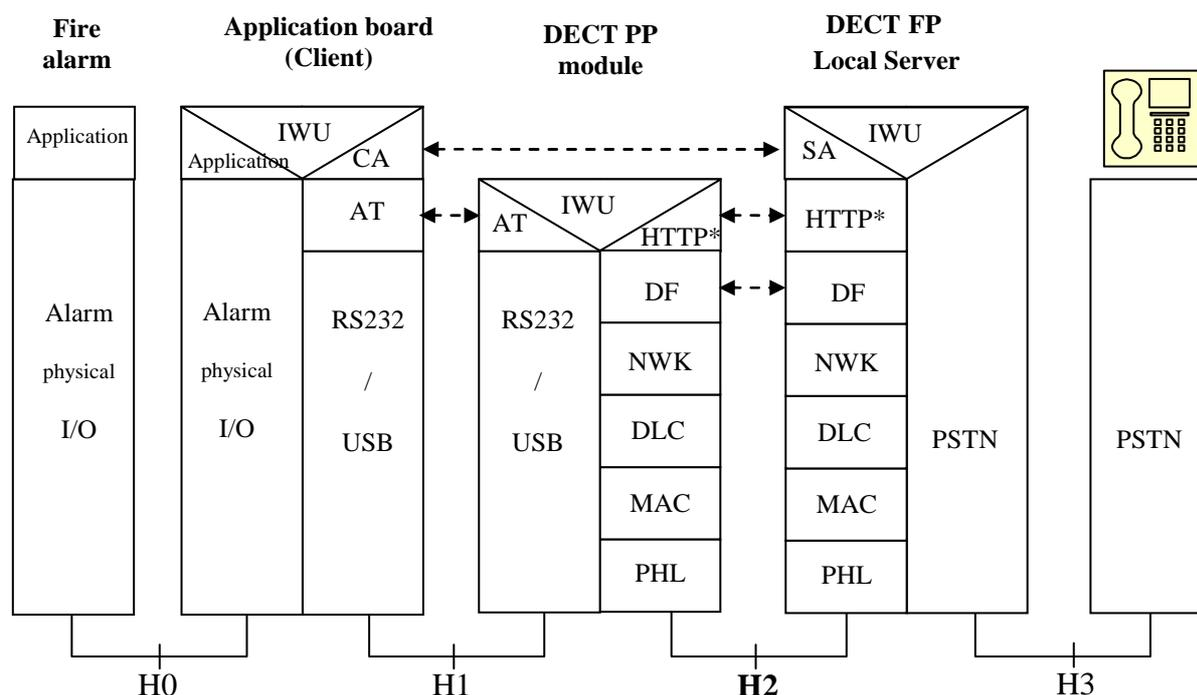 Fire
alarm
Application board
(Client)
DECT PP
module
DECT FP
Local Server
Application
IWU
Application
CA
IWU
SA
AT
AT
IWU
HTTP*
HTTP*
Alarm
physical
I/O
Alarm
physical
I/O
RS232
/
USB
RS232
/
USB
DF
NWK
DLC
MAC
PHL
DF
NWK
DLC
MAC
PHL
PSTN
PSTN
H0
H1
H2
H3